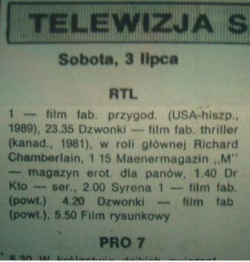 TELEWIZJA S
Sobota, 3 lipca
RTL
1 — film fab. przygod. (USA-hiszp.,
1989), 23.35 Dzwonki — film fab. thriller
(kanad., 1981), w roli głównej Richard
Chamberlain, 1 15 Maenermagazin „M"
— magazyn erot. dla panów, 1.40 Dr
Kto — ser., 2.00 Syrena 1 — film fab.
(powt.) 4.20 Dzwonki — film fab
(powt.), 5.50 Film rysunkowy
PRO 7